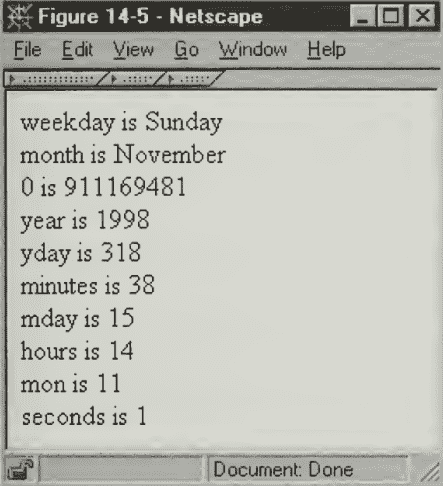 Figure 14-5 - Netscape
File Edit View Go Window Help
weekday is Sunday
month is November
0 is 911169481
year is 1998
yday is 318
minutes is 38
mday is 15
hours is 14
mon is 11
seconds is 1
Document: Done